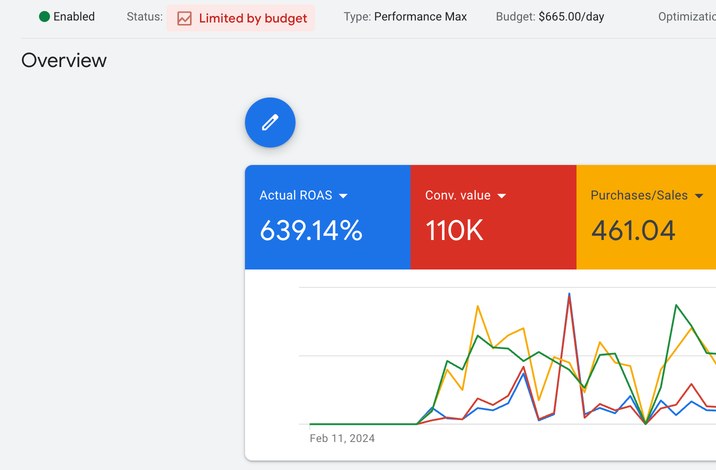 Enabled Status: Limited by budget Type: Performance Max Budget: $665.00/day
Overview
Actual ROAS Conv. value Purchases/Sales
639.14% 110K 461.04
Feb 11, 2024